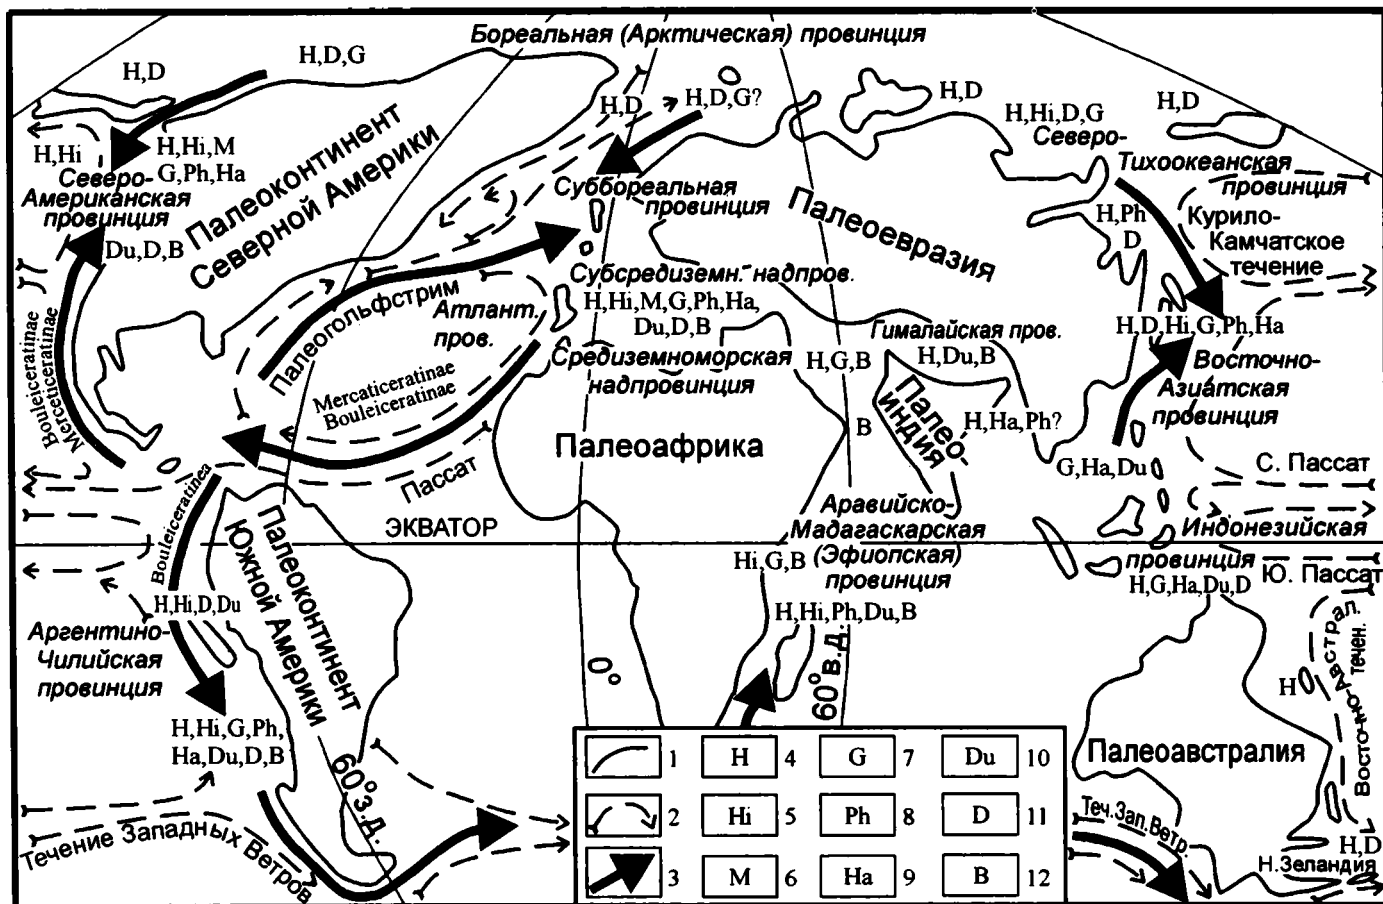 Бореальная (Арктическая) провинция
H,D,G
H,D
H,D
H,D,G?
H,D
H,Hi,D,G
H,D
Северо-
Тихоокеанская
провинция
H,Hi
H,Hi,M
G,Ph,Ha
Северо-
Американская
провинция
Du,D,B
Палеоконтинент
Северной Америки
Суббореальная
провинция
Палеоевразия
H,Ph
D
Курило-
Камчатское
течение
Субсредиземн. надпров.
H,Hi,M,G,Ph,Ha,
Du,D,B
Палеогольфстрим
Атлант.
пров.
Средиземноморская
надпровинция
Гималайская пров.
H,G,B
H,Du,B
H,D,Hi,G,Ph,Ha
Восточно-
Азиатская
провинция
Bouleiceratinae
Merceiceratinae
Mercaticeratinae
Bouleiceratinae
Палео-
индия
H,Ha,Ph?
B
Палеоафрика
G,Ha,Du
С. Пассат
Пассат
Bouleiceratinea
ЭКВАТОР
Аравийско-
Мадагаскарская
(Эфиопская)
провинция
Индонезийская
провинция
H,G,Ha,Du,D
Ю. Пассат
Hi,G,B
H,Hi,Ph,Du,B
H,Hi,D,Du
Палеоконтинент
Южной Америки
Аргентино-
Чилийская
провинция
H,Hi,G,Ph,
Ha,Du,D,B
0°
60°в.д.
60°з.д.
H
Восточно-Австрал.
течен.
Палеоавстралия
Течение Западных Ветров
Теч.Зап.Ветр.
H,D
Н.Зеландия
1 H 4 G 7 Du 10
2 Hi 5 Ph 8 D 11
3 M 6 Ha 9 B 12